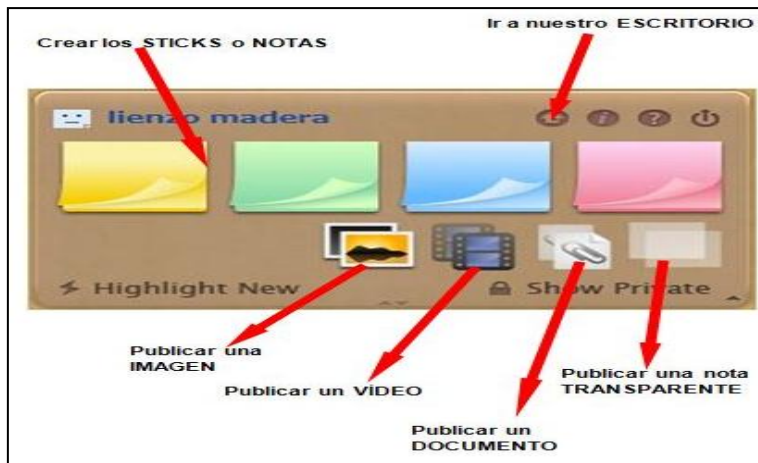 Ir a nuestro ESCRITORIO
Crear los STICKS o NOTAS
lienzo madera
Highlight New
Show Private
Publicar una
IMAGEN
Publicar un VÍDEO
Publicar una nota
TRANSPARENTE
Publicar un
DOCUMENTO